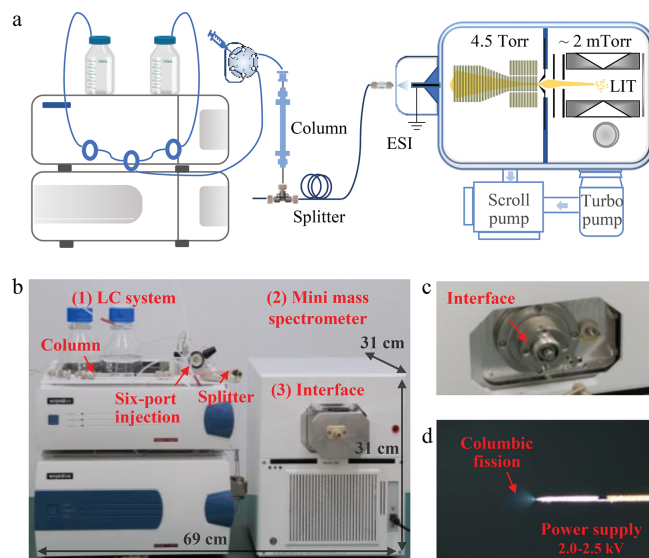 a
4.5 Torr
~ 2 mTorr
LIT
Column
ESI
Splitter
Scroll
pump
Turbo
pump
b
(1) LC system
(2) Mini mass
spectrometer
31 cm
Column
Six-port
injection
Splitter
(3) Interface
31 cm
69 cm
c
Interface
d
Columbic
fission
Power supply
2.0-2.5 kV